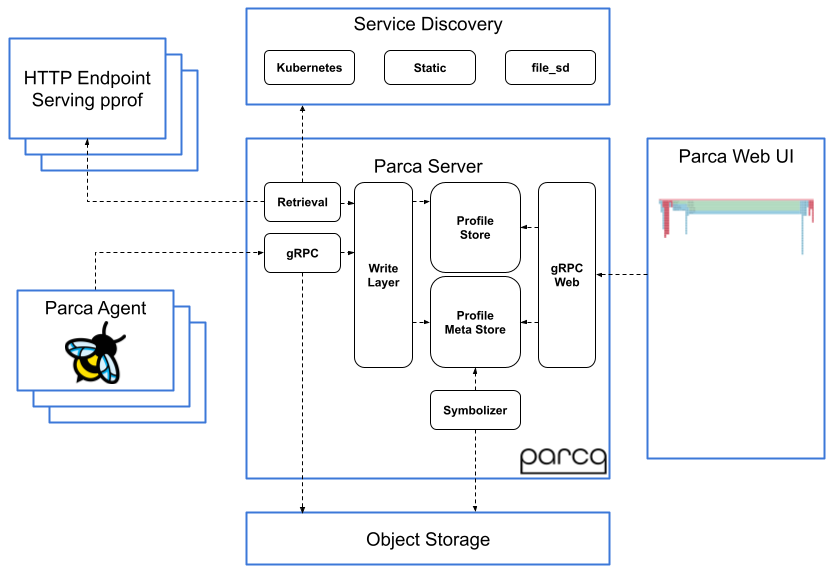 Service Discovery
Kubernetes
Static
file_sd
HTTP Endpoint
Serving pprof
Parca Server
Retrieval
gRPC
Write
Layer
Profile
Store
Profile
Meta Store
gRPC
Web
Symbolizer
parca
Parca Web UI
Parca Agent
Object Storage